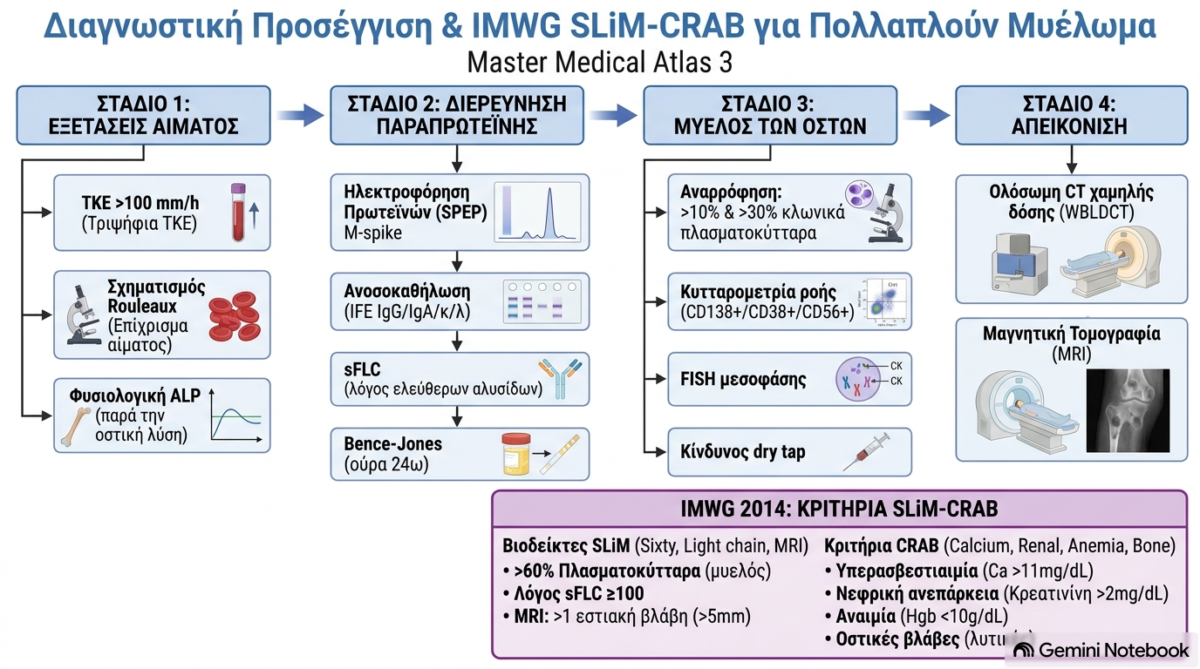 Διαγνωστική Προσέγγιση & IMWG SLiM-CRAB για Πολλαπλούν Μυέλωμα
Master Medical Atlas 3
ΣΤΑΔΙΟ 1:
ΕΞΕΤΑΣΕΙΣ ΑΙΜΑΤΟΣ
ΤΚΕ >100 mm/h
(Τριψήφια ΤΚΕ)
Σχηματισμός
Rouleaux
(Επίχρισμα
αίματος)
Φυσιολογική ALP
(παρά την
οστική λύση)
ΣΤΑΔΙΟ 2: ΔΙΕΡΕΥΝΗΣΗ
ΠΑΡΑΠΡΩΤΕΪΝΗΣ
Ηλεκτροφόρηση
Πρωτεϊνών (SPEP)
M-spike
Ανοσοκαθήλωση
(IFE IgG/IgA/κ/λ)
sFLC
(λόγος ελεύθερων αλυσίδων)
Bence-Jones
(ούρα 24ω)
ΣΤΑΔΙΟ 3:
ΜΥΕΛΟΣ ΤΩΝ ΟΣΤΩΝ
Αναρρόφηση:
>10% & >30% κλωνικά
πλασματοκύτταρα
Κυτταρομετρία ροής
(CD138+/CD38+/CD56+)
FISH μεσοφάσης
CK
CK
Κίνδυνος dry tap
ΣΤΑΔΙΟ 4:
ΑΠΕΙΚΟΝΙΣΗ
Ολόσωμη CT χαμηλής
δόσης (WBLDCT)
Μαγνητική Τομογραφία
(MRI)
IMWG 2014: ΚΡΙΤΗΡΙΑ SLiM-CRAB
Βιοδείκτες SLiM (Sixty, Light chain, MRI)
• >60% Πλασματοκύτταρα (μυελός)
• Λόγος sFLC ≥100
• MRI: >1 εστιακή βλάβη (>5mm)
Κριτήρια CRAB (Calcium, Renal, Anemia, Bone)
• Υπερασβεστιαιμία (Ca >11mg/dL)
• Νεφρική ανεπάρκεια (Κρεατινίνη >2mg/dL)
• Αναιμία (Hgb <10g/dL)
• Οστικές βλάβες
Gemini Notebook